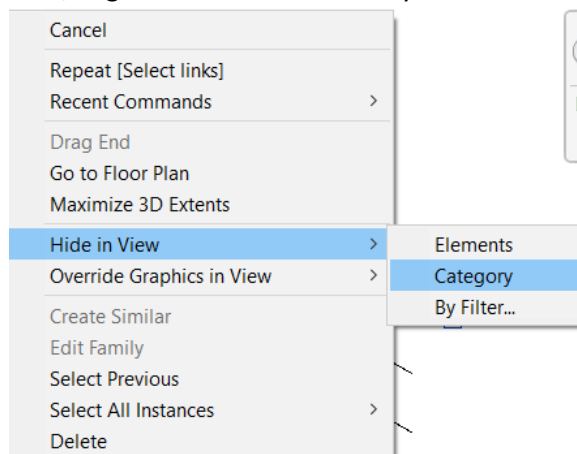 Cancel
Repeat [Select links]
Recent Commands
Drag End
Go to Floor Plan
Maximize 3D Extents
Hide in View
Elements
Override Graphics in View
Category
By Filter...
Create Similar
Edit Family
Select Previous
Select All Instances
Delete